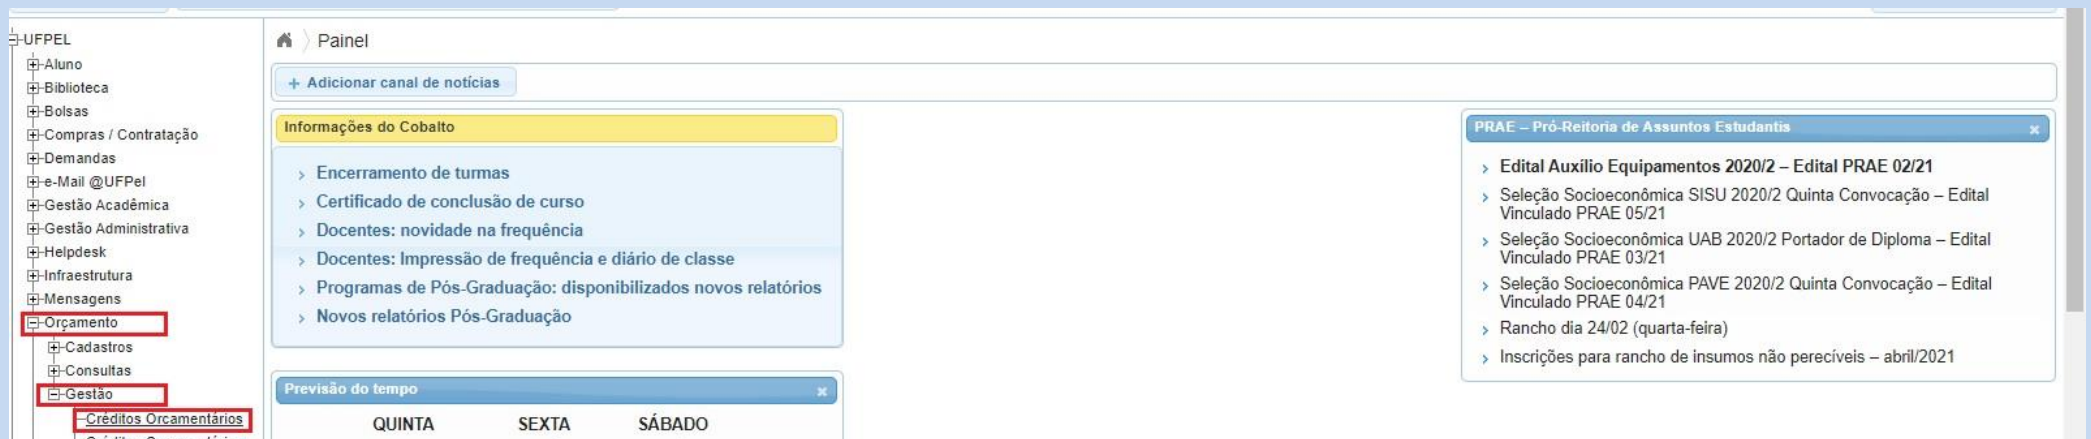 UFPEL
Aluno
Biblioteca
Bolsas
Compras / Contratação
Demandas
e-Mail @UFPel
Gestão Acadêmica
Gestão Administrativa
Helpdesk
Infraestrutura
Mensagens
Orçamento
Cadastros
Consultas
Gestão
Créditos Orcamentários
Painel
+ Adicionar canal de notícias
Informações do Cobalto
Encerramento de turmas
Certificado de conclusão de curso
Docentes: novidade na frequência
Docentes: Impressão de frequência e diário de classe
Programas de Pós-Graduação: disponibilizados novos relatórios
Novos relatórios Pós-Graduação
Previsão do tempo
QUINTA SEXTA SÁBADO
PRAE – Pró-Reitoria de Assuntos Estudantis
Edital Auxílio Equipamentos 2020/2 – Edital PRAE 02/21
Seleção Socioeconômica SISU 2020/2 Quinta Convocação – Edital
Vinculado PRAE 05/21
Seleção Socioeconômica UAB 2020/2 Portador de Diploma – Edital
Vinculado PRAE 03/21
Seleção Socioeconômica PAVE 2020/2 Quinta Convocação – Edital
Vinculado PRAE 04/21
Rancho dia 24/02 (quarta-feira)
Inscrições para rancho de insumos não perecíveis – abril/2021